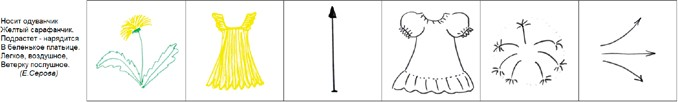 Носит одуванчик
Желтый сарафанчик.
Подрастет - нарядится
В беленькое платьице.
Легкое, воздушное,
Ветерку послушное.
(Е.Серова)